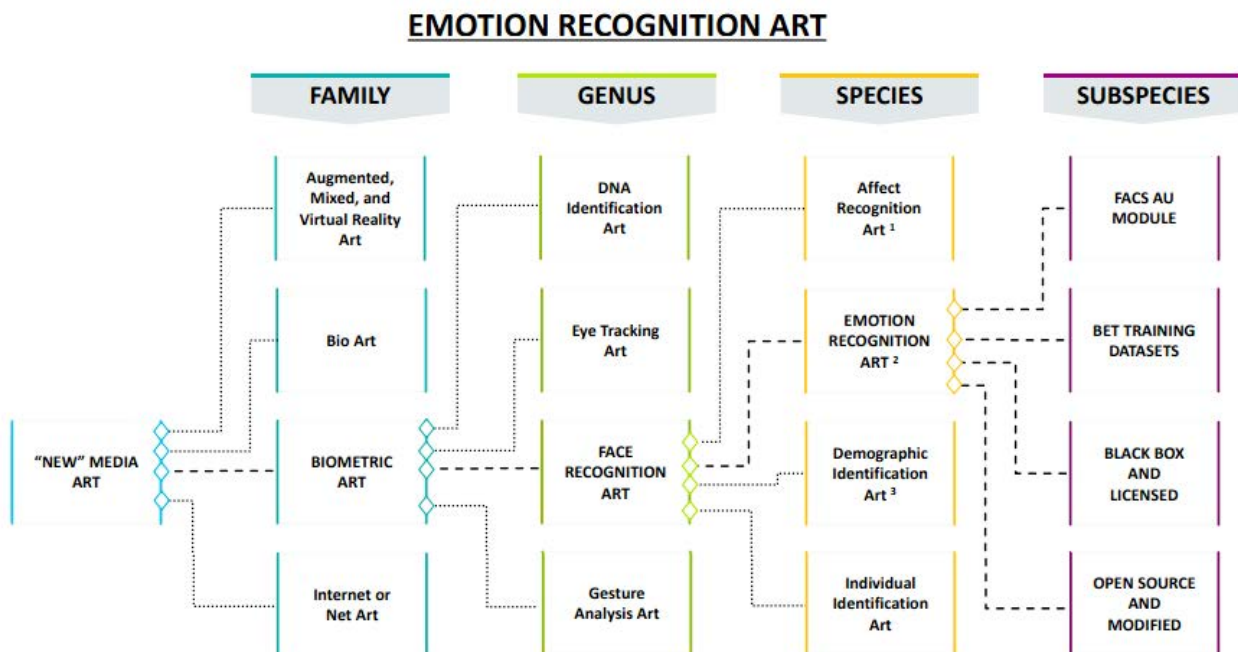 EMOTION RECOGNITION ART
FAMILY
GENUS
SPECIES
SUBSPECIES
“NEW” MEDIA
ART
Augmented,
Mixed, and
Virtual Reality
Art
Bio Art
BIOMETRIC
ART
Internet or
Net Art
DNA
Identification
Art
Eye Tracking
Art
FACE
RECOGNITION
ART
Gesture
Analysis Art
Affect
Recognition
Art ¹
EMOTION
RECOGNITION
ART ²
Demographic
Identification
Art ³
Individual
Identification
Art
FACS AU
MODULE
BET TRAINING
DATASETS
BLACK BOX
AND
LICENSED
OPEN SOURCE
AND
MODIFIED